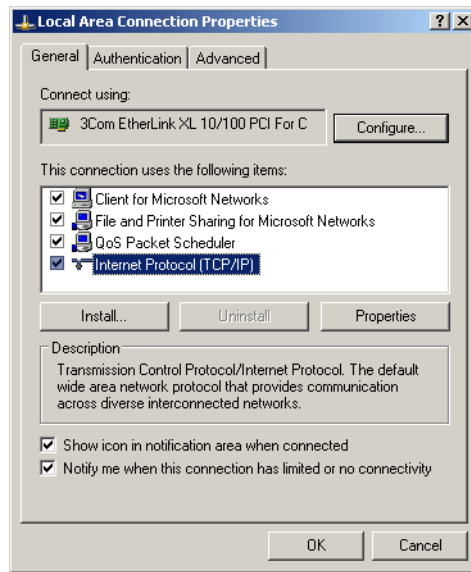 Local Area Connection Properties
General Authentication Advanced
Connect using:
3Com EtherLink XL 10/100 PCI For C
Configure...
This connection uses the following items:
Client for Microsoft Networks
File and Printer Sharing for Microsoft Networks
QoS Packet Scheduler
Internet Protocol (TCP/IP)
Install... Uninstall Properties
Description
Transmission Control Protocol/Internet Protocol. The default
wide area network protocol that provides communication
across diverse interconnected networks.
Show icon in notification area when connected
Notify me when this connection has limited or no connectivity
OK Cancel